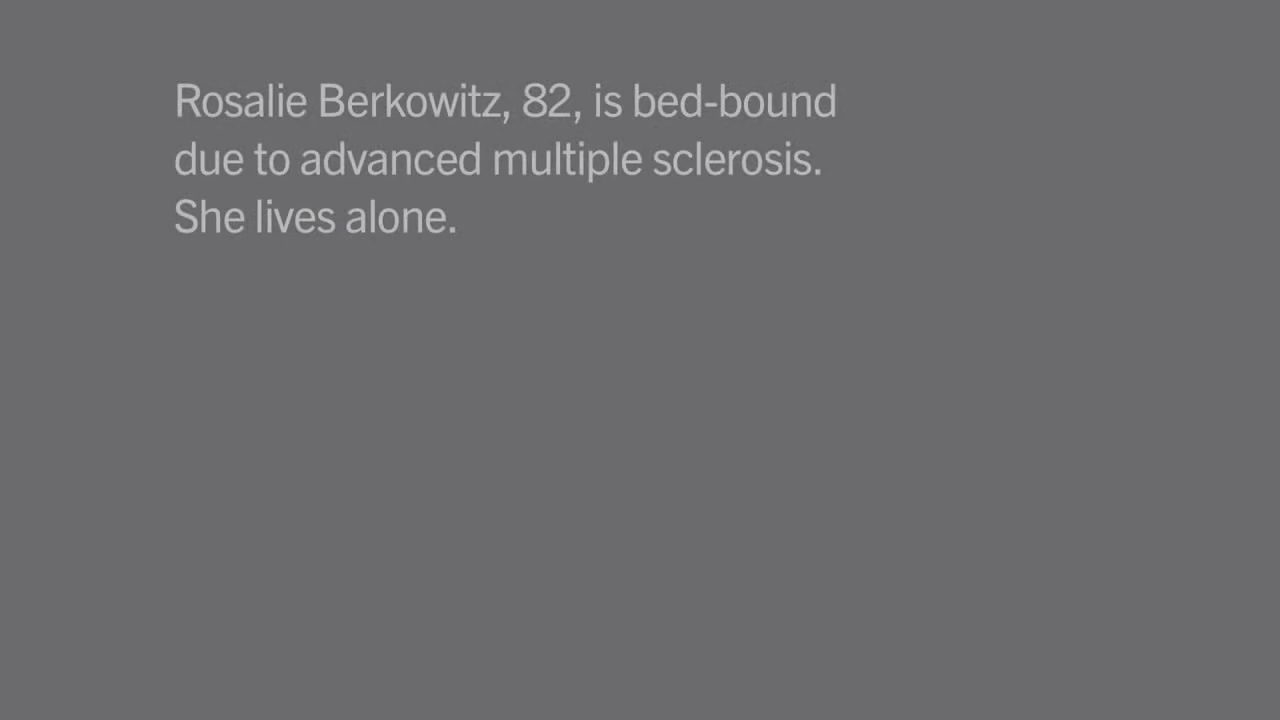 Rosalie Berkowitz, 82, is bed-bound
due to advanced multiple sclerosis.
She lives alone.